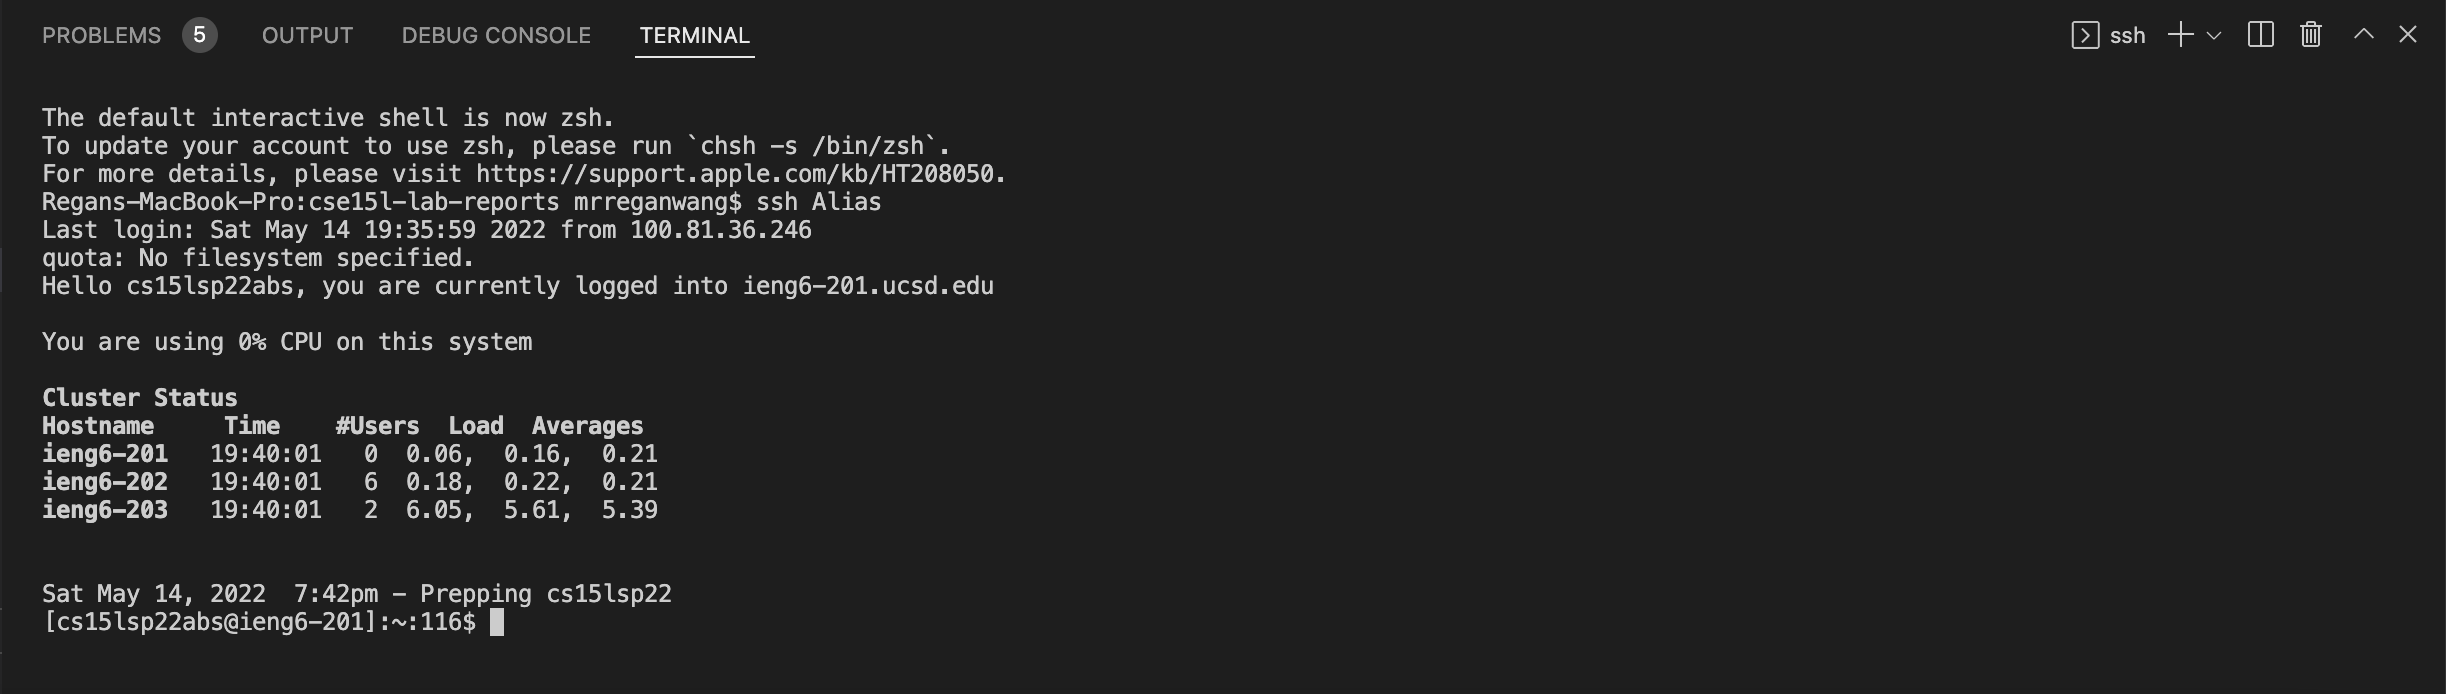 PROBLEMS 5 OUTPUT DEBUG CONSOLE TERMINAL ssh
The default interactive shell is now zsh.
To update your account to use zsh, please run `chsh -s /bin/zsh`.
For more details, please visit https://support.apple.com/kb/HT208050.
Regans-MacBook-Pro:cse15l-lab-reports mrreganwang$ ssh Alias
Last login: Sat May 14 19:35:59 2022 from 100.81.36.246
quota: No filesystem specified.
Hello cs15lsp22abs, you are currently logged into ieng6-201.ucsd.edu
You are using 0% CPU on this system
Cluster Status
Hostname     Time    #Users  Load  Averages
ieng6-201   19:40:01   0  0.06,  0.16,  0.21
ieng6-202   19:40:01   6  0.18,  0.22,  0.21
ieng6-203   19:40:01   2  6.05,  5.61,  5.39
Sat May 14, 2022  7:42pm - Prepping cs15lsp22
[cs15lsp22abs@ieng6-201]:~:116$